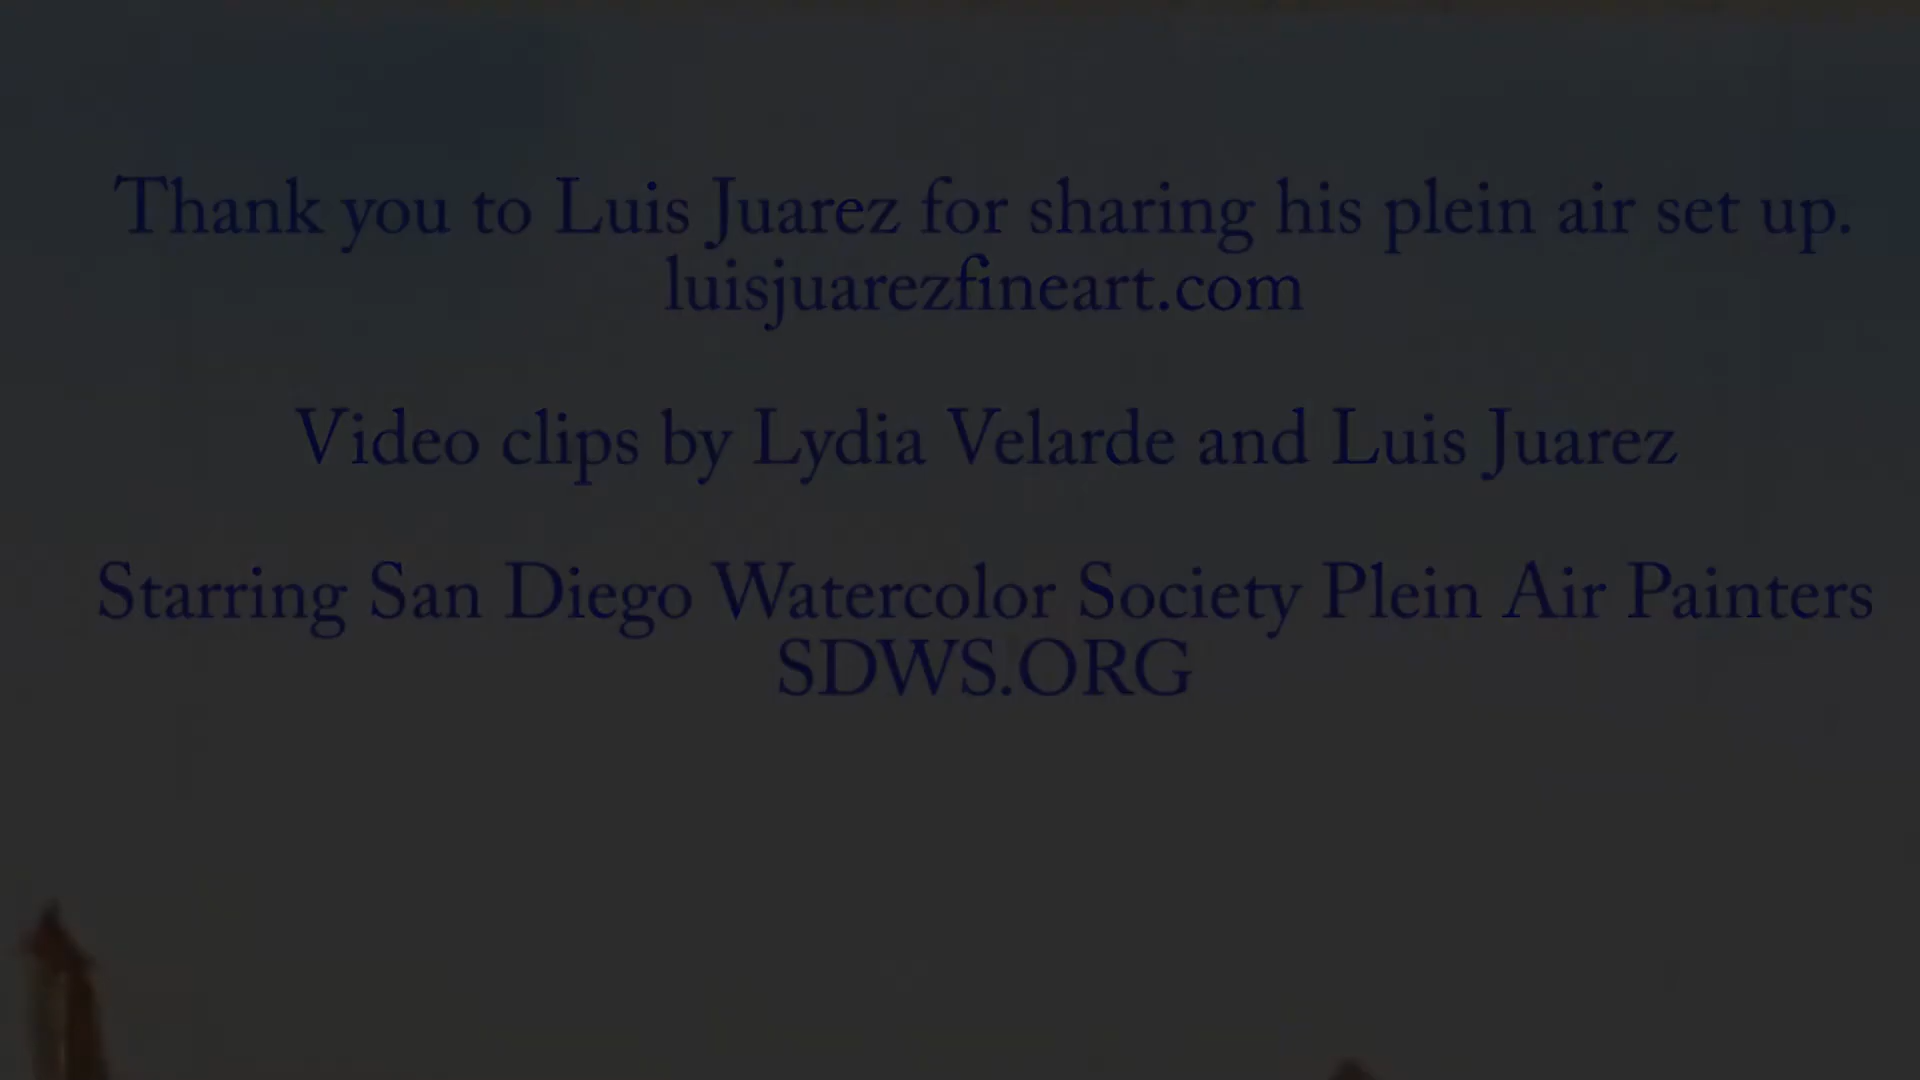 Thank you to Luis Juarez for sharing his plein air set up.
luisjuarezfineart.com
Video clips by Lydia Velarde and Luis Juarez
Starring San Diego Watercolor Society Plein Air Painters
SDWS.ORG